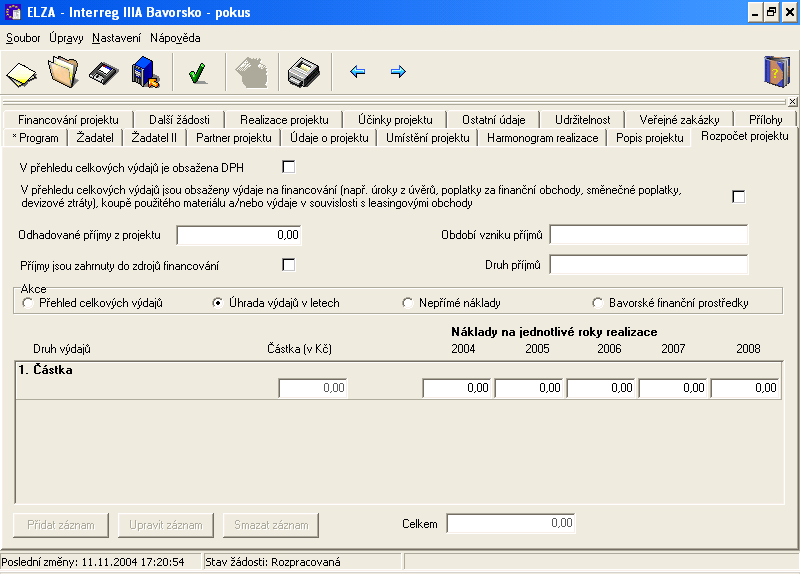 ELZA - Interreg IIIA Bavorsko - pokus
Soubor Úpravy Nastavení Nápověda
Financování projektu Další žádosti Realizace projektu Účinky projektu Ostatní údaje Udržitelnost Veřejné zakázky Přílohy
* Program Žadatel Žadatel II Partner projektu Údaje o projektu Umístění projektu Harmonogram realizace Popis projektu Rozpočet projektu
V přehledu celkových výdajů je obsažena DPH
V přehledu celkových výdajů jsou obsaženy výdaje na financování (např. úroky z úvěrů, poplatky za finanční obchody, směnečné poplatky,
devizové ztráty), koupě použitého materiálu a/nebo výdaje v souvislosti s leasingovými obchody
Odhadované příjmy z projektu 0,00 Období vzniku příjmů
Příjmy jsou zahrnuty do zdrojů financování Druh příjmů
Akce
Přehled celkových výdajů Úhrada výdajů v letech Nepřímé náklady Bavorské finanční prostředky
Náklady na jednotlivé roky realizace
Druh výdajů Částka (v Kč) 2004 2005 2006 2007 2008
1. Částka
0,00 0,00 0,00 0,00 0,00 0,00
Přidat záznam Upravit záznam Smazat záznam Celkem 0,00
Poslední změny: 11.11.2004 17:20:54 Stav žádosti: Rozpracovaná